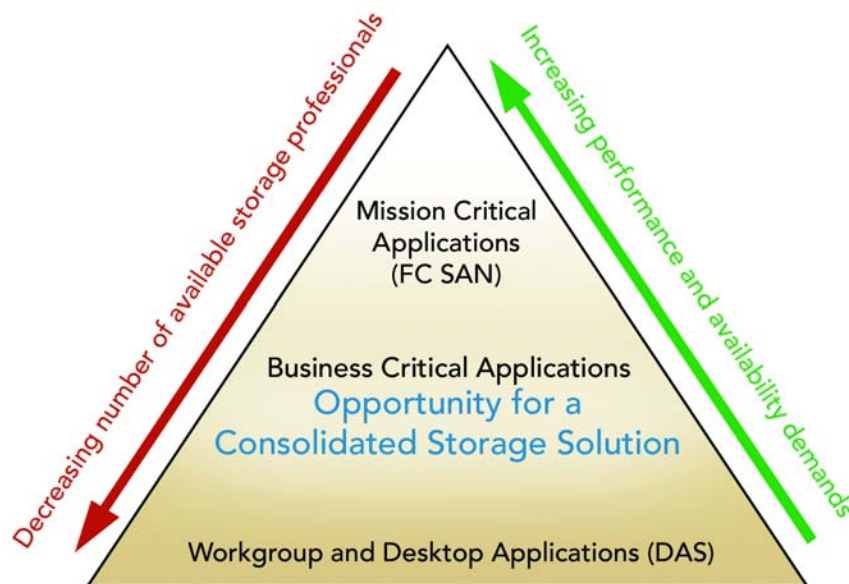 Decreasing number of available storage professionals
Increasing performance and availability demands
Mission Critical
Applications
(FC SAN)
Business Critical Applications
Opportunity for a
Consolidated Storage Solution
Workgroup and Desktop Applications (DAS)